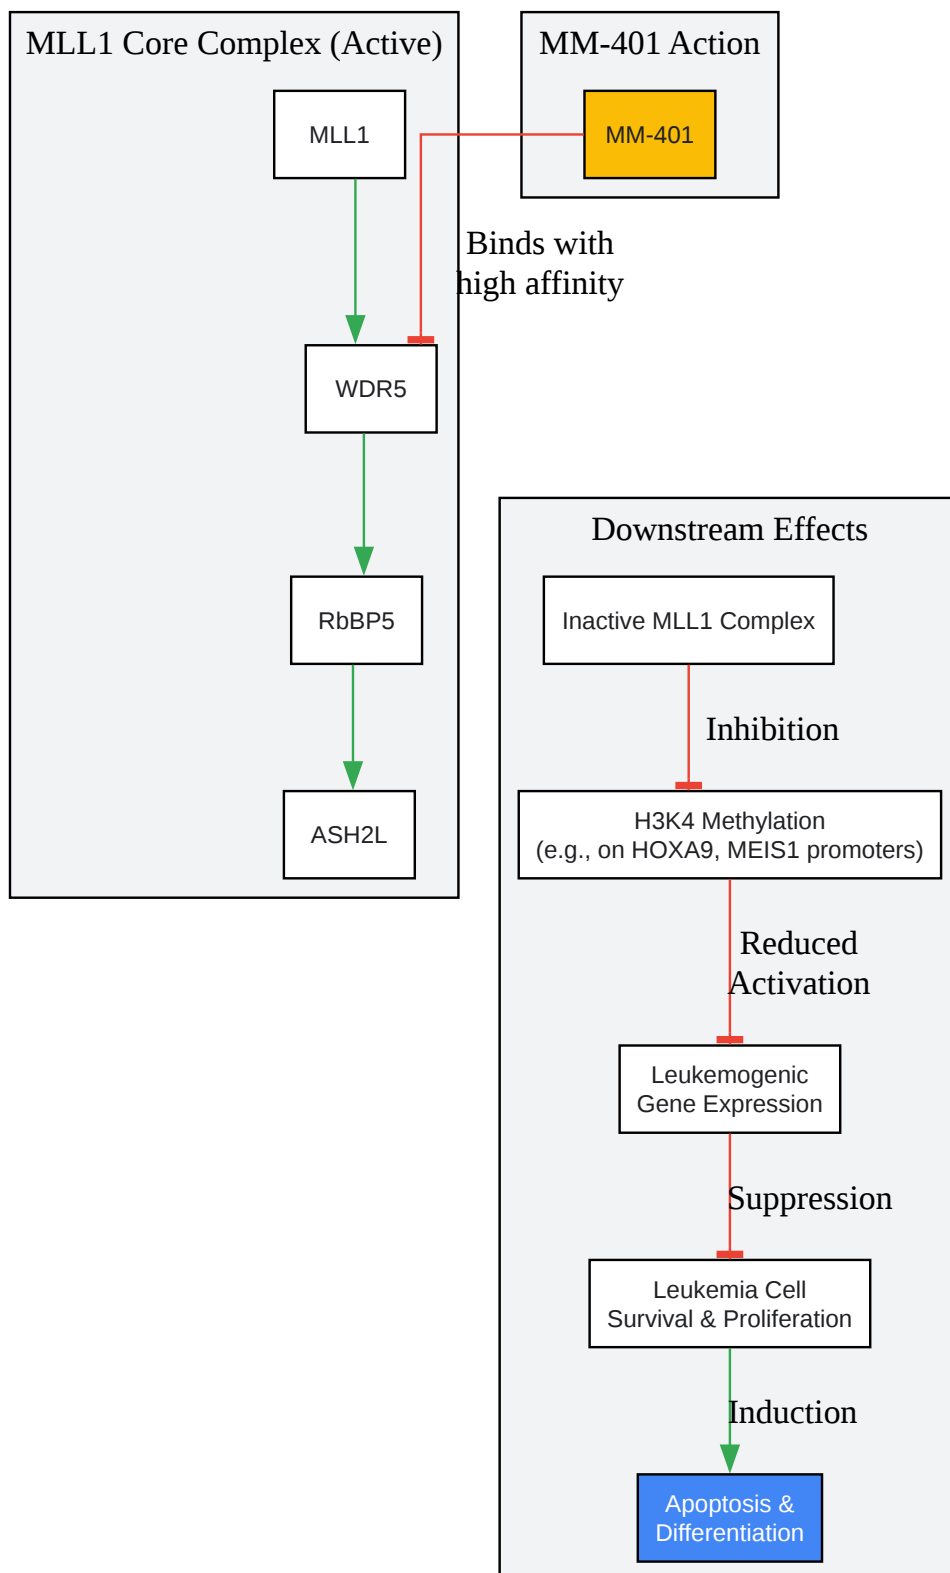 MLL1 Core Complex (Active)
MLL1
WDR5
RbBP5
ASH2L
MM-401 Action
MM-401
Binds with
high affinity
Downstream Effects
Inactive MLL1 Complex
Inhibition
H3K4 Methylation
(e.g., on HOXA9, MEIS1 promoters)
Reduced
Activation
Leukemogenic
Gene Expression
Suppression
Leukemia Cell
Survival & Proliferation
Induction
Apoptosis &
Differentiation